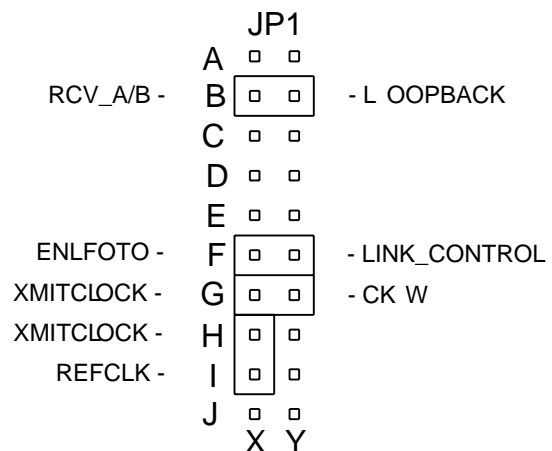 JP1
A
RCV_A/B - B - L OOPBACK
C
D
E
ENLFOTO - F - LINK_CONTROL
XMITCLOCK - G - CK W
XMITCLOCK - H
REFCLK - I
J
X Y